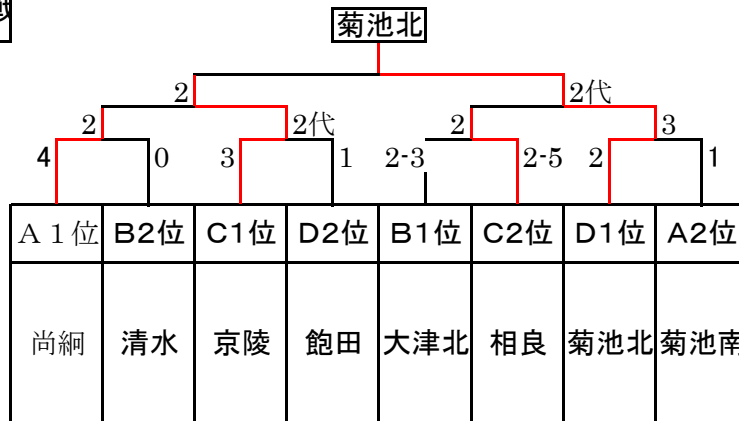 菊池北
2 2代
2 2代 2 3
4 0 3 1 2-3 2-5 2 1
A 1位 B2位 C1位 D2位 B1位 C2位 D1位 A2位
尚絅 清水 京陵 飽田 大津北 相良 菊池北 菊池南